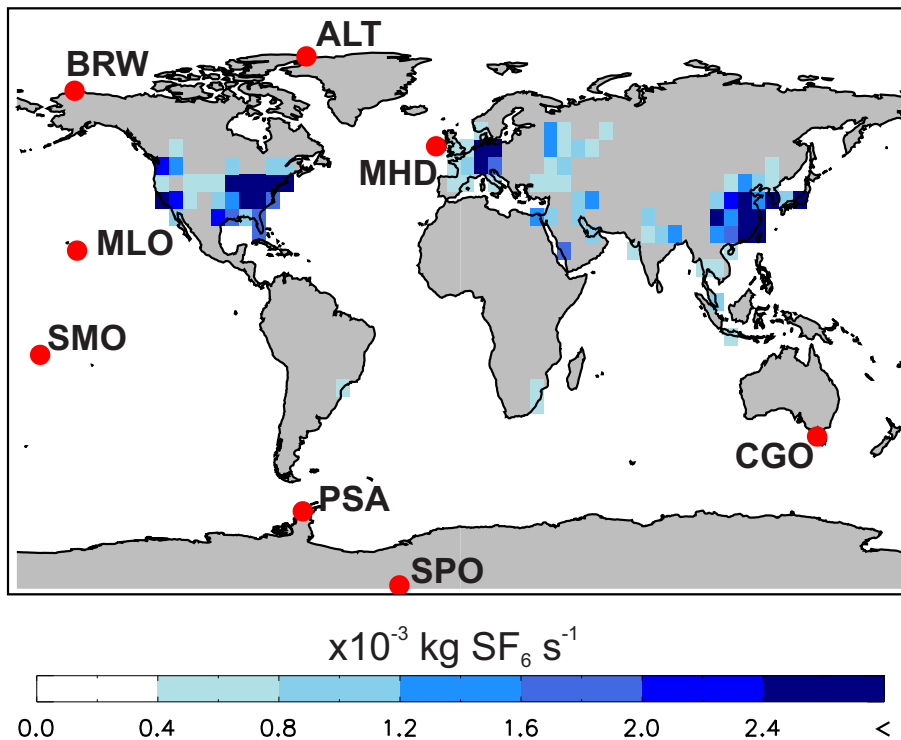 ALT
BRW
MHD
MLO
SMO
CGO
PSA
SPO
x10⁻³ kg SF₆ s⁻¹
0.0 0.4 0.8 1.2 1.6 2.0 2.4 <